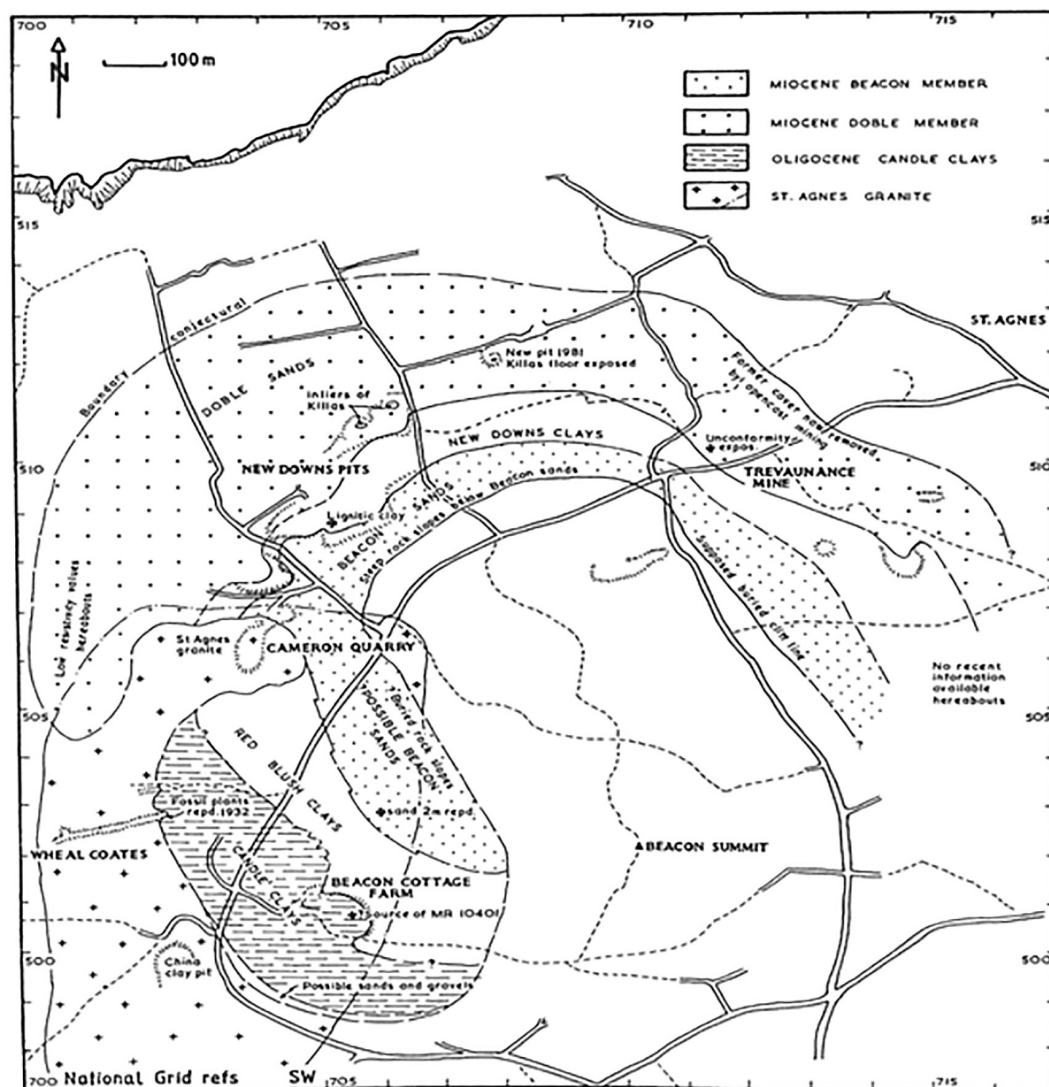 700
705
710
715
N
100 m
MIOCENE BEACON MEMBER
MIOCENE DOBLE MEMBER
OLIGOCENE CANDLE CLAYS
ST. AGNES GRANITE
515
515
ST. AGNES
Boundary conjectural
DOBLE SANDS
New pit 1981
Killas floor exposed
Inliers of
Killas
Former cover now removed
by opencast mining
NEW DOWNS CLAYS
Unconformity
expos.
510
NEW DOWNS PITS
TREVAUNANCE
MINE
510
Lignitic clay
BEACON SANDS
Steep rock slopes below Beacon sands
Supposed buried cliff line
Low resistivity values
hereabouts
St Agnes
granite
CAMERON QUARRY
No recent
information
available
hereabouts
505
505
? Buried rock slopes
? POSSIBLE BEACON
SANDS
RED BLUSH CLAYS
sand 2m repd.
Fossil plants
repd. 1932
WHEAL COATES
BEACON SUMMIT
'CANDLE' CLAYS
BEACON COTTAGE
FARM
? source of MR 10401
500
China
clay pit
?
Possible sands and gravels
500
700
National Grid refs
SW
705
710
715